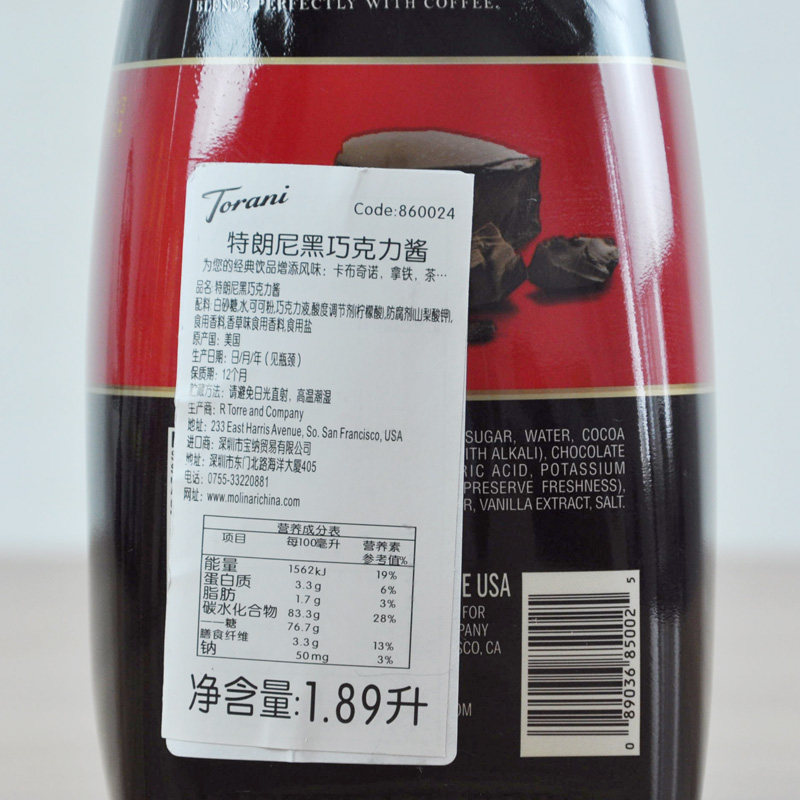 BLENDS PERFECTLY WITH COFFEE.
Torani
Code:860024
特朗尼黑巧克力酱
为您的经典饮品增添风味：卡布奇诺，拿铁，茶…
品名：特朗尼黑巧克力酱
配料：白砂糖,水,可可粉,巧克力液,酸度调节剂(柠檬酸),防腐剂(山梨酸钾),
食用香料,香草味食用香料,食用盐
原产国：美国
生产日期：日/月/年（见瓶颈）
保质期：12个月
贮藏方法：请避免日光直射，高温潮湿
生产商：R Torre and Company
地址：233 East Harris Avenue, So. San Francisco, USA
进口商：深圳市宝纳贸易有限公司
地址：深圳市东门北路海洋大厦405
电话：0755-33220881
网址：www.molinarichina.com
营养成分表
项目 每100毫升 营养素参考值%
能量 1562kJ 19%
蛋白质 3.3g 6%
脂肪 1.7g 3%
碳水化合物 83.3g 28%
——糖 76.7g
膳食纤维 3.3g 13%
钠 50mg 3%
净含量:1.89升
SUGAR, WATER, COCOA
WITH ALKALI), CHOCOLATE
RIC ACID, POTASSIUM
PRESERVE FRESHNESS),
R, VANILLA EXTRACT, SALT.
E USA
FOR
PANY
SCO, CA
OM
0 89036 85002 5